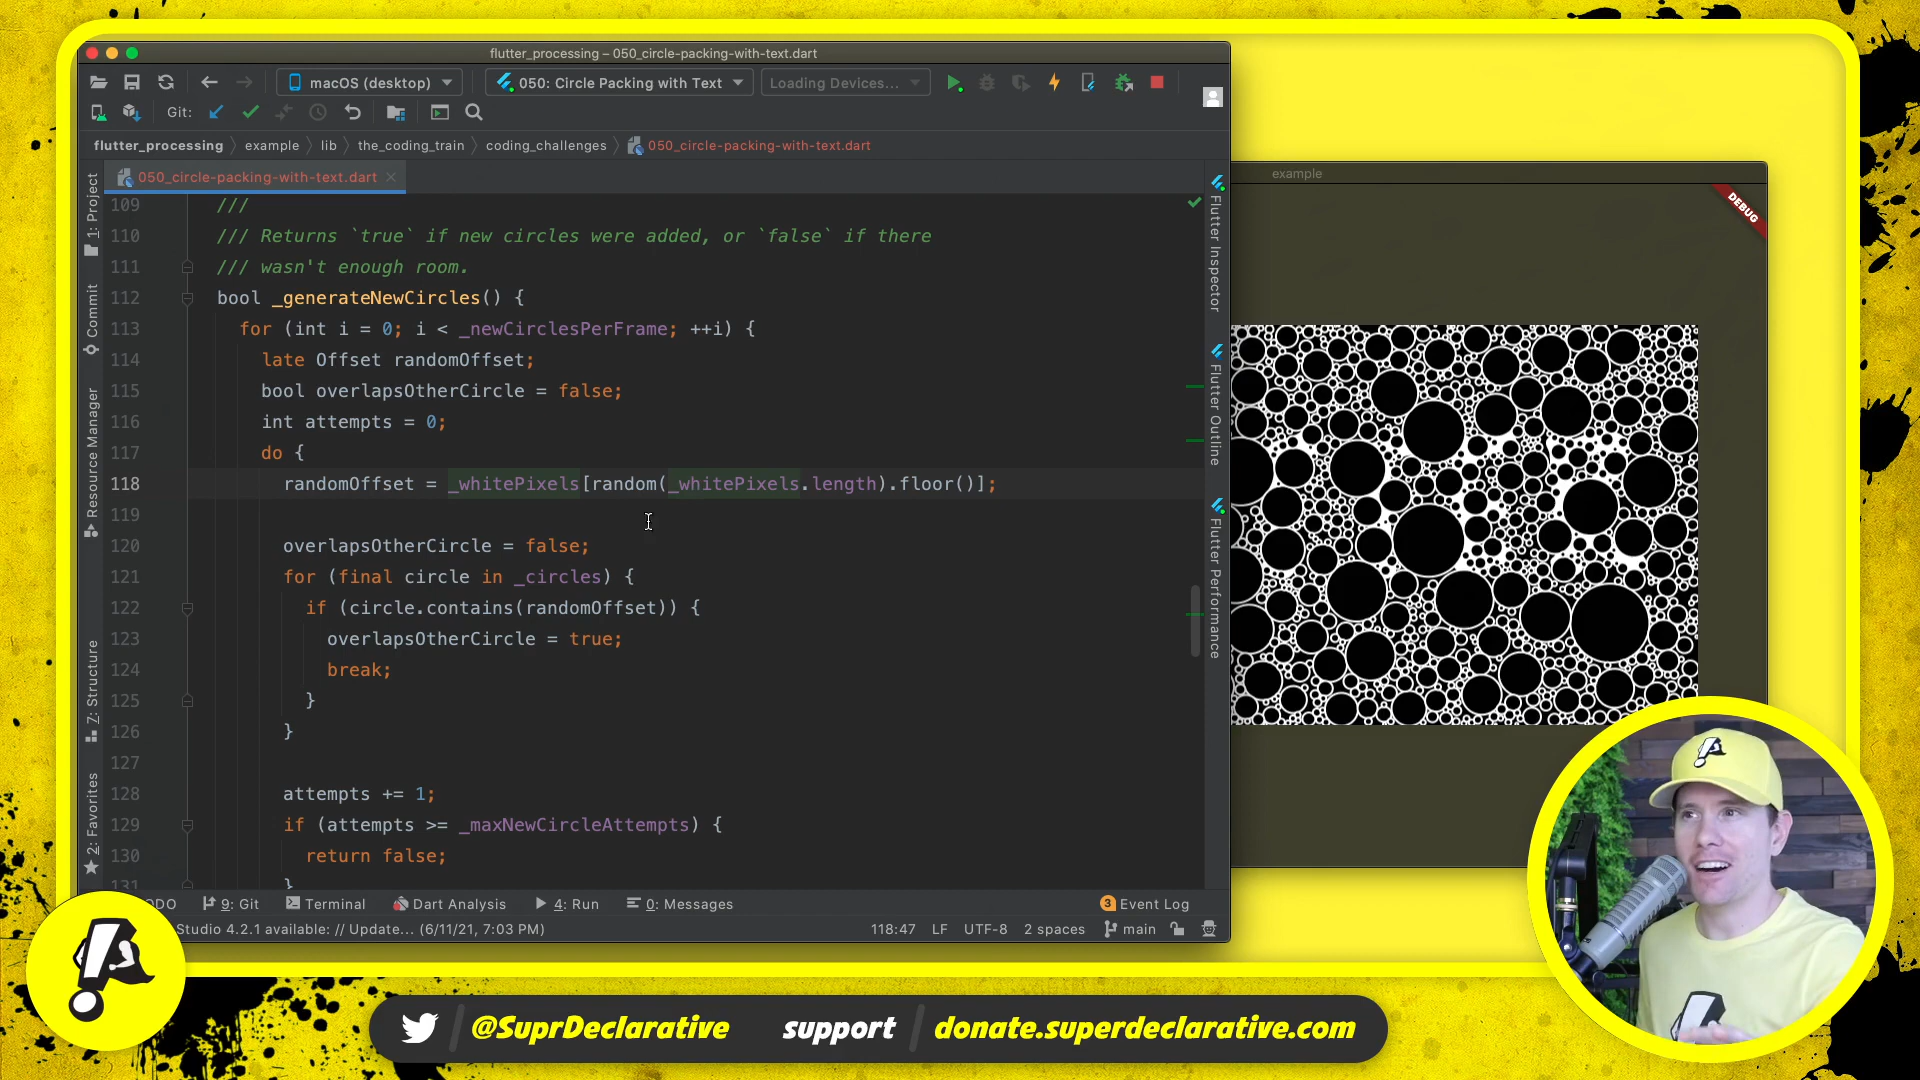 flutter_processing – 050_circle-packing-with-text.dart
macOS (desktop)
050: Circle Packing with Text
Loading Devices...
Git:
flutter_processing
example
lib
the_coding_train
coding_challenges
050_circle-packing-with-text.dart
050_circle-packing-with-text.dart
example
DEBUG
1: Project
Commit
Resource Manager
7: Structure
2: Favorites
Flutter Inspector
Flutter Outline
Flutter Performance
109 ///
110 /// Returns `true` if new circles were added, or `false` if there
111 /// wasn't enough room.
112 bool _generateNewCircles() {
113 for (int i = 0; i < _newCirclesPerFrame; ++i) {
114 late Offset randomOffset;
115 bool overlapsOtherCircle = false;
116 int attempts = 0;
117 do {
118 randomOffset = _whitePixels[random(_whitePixels.length).floor()];
119
120 overlapsOtherCircle = false;
121 for (final circle in _circles) {
122 if (circle.contains(randomOffset)) {
123 overlapsOtherCircle = true;
124 break;
125 }
126 }
127
128 attempts += 1;
129 if (attempts >= _maxNewCircleAttempts) {
130 return false;
131 }
ODO
9: Git
Terminal
Dart Analysis
4: Run
0: Messages
3 Event Log
Studio 4.2.1 available: // Update... (6/11/21, 7:03 PM)
118:47
LF
UTF-8
2 spaces
main
@SuprDeclarative
support
donate.superdeclarative.com